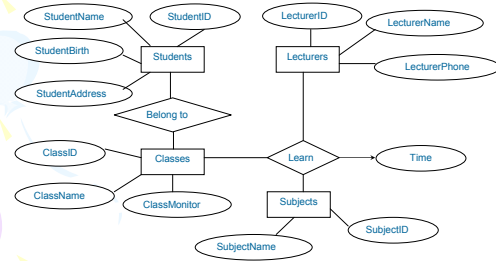 StudentName
StudentID
LecturerID
LecturerName
StudentBirth
Students
Lecturers
LecturerPhone
StudentAddress
Belong to
ClassID
Classes
Learn
Time
ClassName
ClassMonitor
Subjects
SubjectName
SubjectID